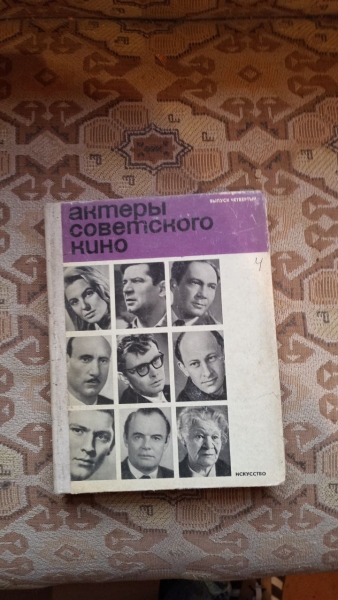 ВЫПУСК ЧЕТВЕРТЫЙ
актеры
советского
кино
4
ИСКУССТВО